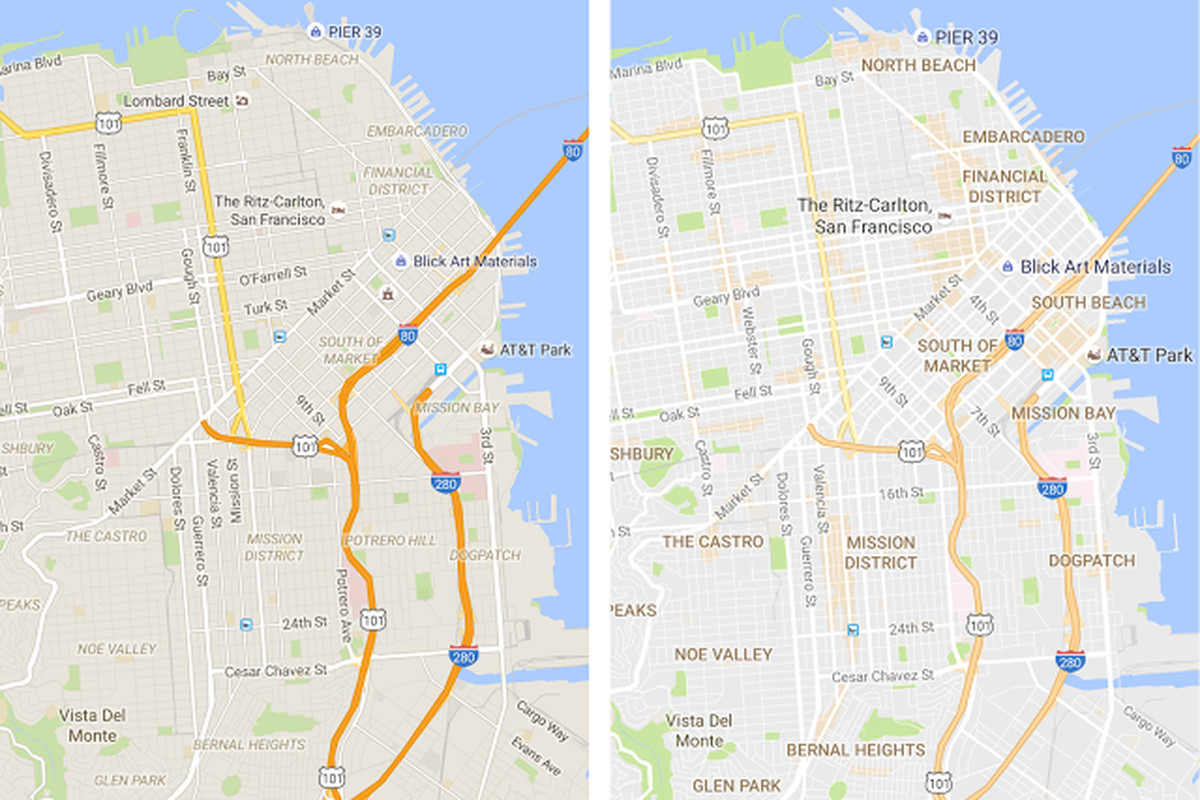 PIER 39
NORTH BEACH
Marina Blvd
Bay St
Lombard Street
101
EMBARCADERO
80
Franklin St
Fillmore St
Divisadero St
FINANCIAL
DISTRICT
The Ritz-Carlton,
San Francisco
101
Gough St
O'Farrell St
Blick Art Materials
Geary Blvd
Turk St
Market St
80
SOUTH OF
MARKET
AT&T Park
Fell St
ell St
Oak St
9th St
MISSION BAY
SHBURY
Castro St
101
3rd St
Market St
Dolores St
Valencia St
Mission St
280
h St
THE CASTRO
Guerrero St
MISSION
DISTRICT
POTRERO HILL
DOGPATCH
PEAKS
Potrero Ave
101
24th St
NOE VALLEY
280
Cesar Chavez St
Vista Del
Monte
Cargo Way
BERNAL HEIGHTS
Evans Ave
GLEN PARK
101
PIER 39
NORTH BEACH
Marina Blvd
Bay St
101
EMBARCADERO
80
Fillmore St
Divisadero St
FINANCIAL
DISTRICT
The Ritz-Carlton,
San Francisco
Blick Art Materials
Geary Blvd
Market St
4th St
SOUTH BEACH
Webster St
Gough St
80
SOUTH OF
MARKET
AT&T Park
Fell St
ll St
Oak St
9th St
7th St
MISSION BAY
SHBURY
Castro St
101
3rd St
Market St
Dolores St
Valencia St
16th St
280
St
THE CASTRO
Guerrero St
MISSION
DISTRICT
DOGPATCH
PEAKS
101
24th St
NOE VALLEY
280
Cesar Chavez St
Vista Del
Monte
Cargo Way
BERNAL HEIGHTS
GLEN PARK
101